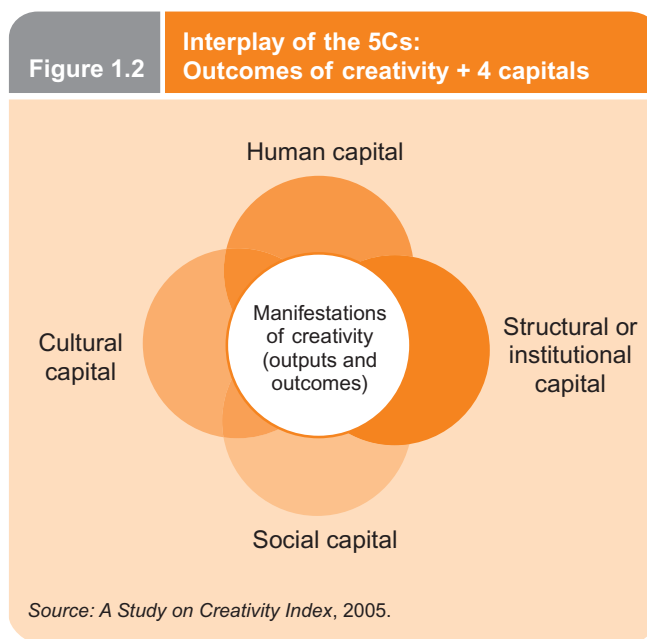 Figure 1.2
Interplay of the 5Cs:
Outcomes of creativity + 4 capitals
Human capital
Cultural
capital
Manifestations
of creativity
(outputs and
outcomes)
Structural or
institutional
capital
Social capital
Source: A Study on Creativity Index, 2005.